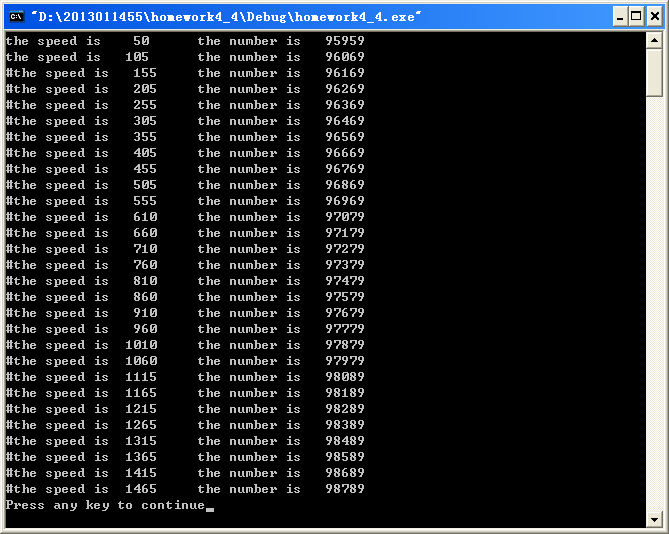 "D:\2013011455\homework4_4\Debug\homework4_4.exe"
the speed is    50      the number is   95959
the speed is   105      the number is   96069
#the speed is   155     the number is   96169
#the speed is   205     the number is   96269
#the speed is   255     the number is   96369
#the speed is   305     the number is   96469
#the speed is   355     the number is   96569
#the speed is   405     the number is   96669
#the speed is   455     the number is   96769
#the speed is   505     the number is   96869
#the speed is   555     the number is   96969
#the speed is   610     the number is   97079
#the speed is   660     the number is   97179
#the speed is   710     the number is   97279
#the speed is   760     the number is   97379
#the speed is   810     the number is   97479
#the speed is   860     the number is   97579
#the speed is   910     the number is   97679
#the speed is   960     the number is   97779
#the speed is  1010     the number is   97879
#the speed is  1060     the number is   97979
#the speed is  1115     the number is   98089
#the speed is  1165     the number is   98189
#the speed is  1215     the number is   98289
#the speed is  1265     the number is   98389
#the speed is  1315     the number is   98489
#the speed is  1365     the number is   98589
#the speed is  1415     the number is   98689
#the speed is  1465     the number is   98789
Press any key to continue